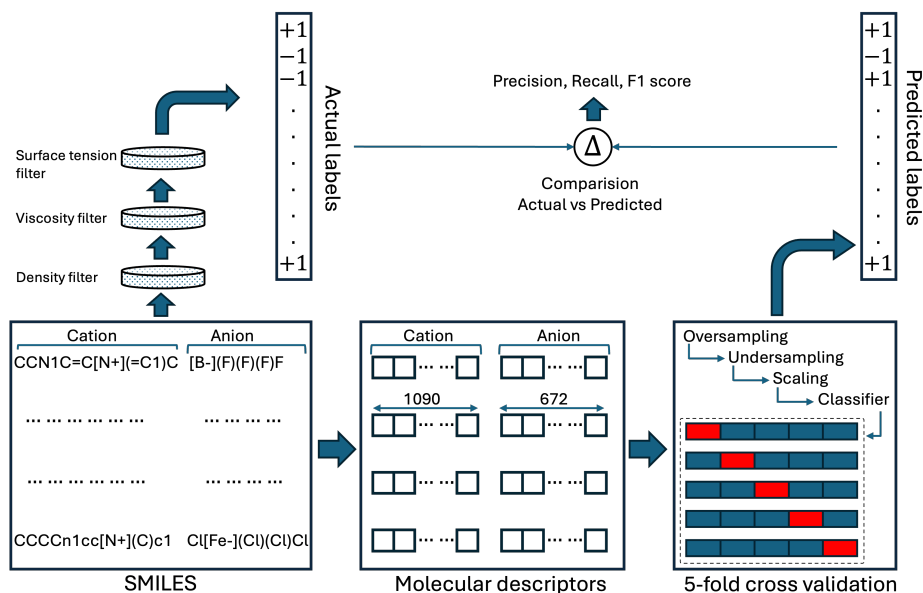 +1
−1
−1
.
.
.
.
.
.
+1
Actual labels
Precision, Recall, F1 score
Δ
Comparision
Actual vs Predicted
+1
−1
+1
.
.
.
.
.
.
+1
Predicted labels
Surface tension
filter
Viscosity filter
Density filter
Cation Anion
CCN1C=C[N+](=C1)C [B-](F)(F)(F)F
... ... ... ... ... ... ... ...
... ... ... ... ... ... ... ...
CCCCn1cc[N+](C)c1 Cl[Fe-](Cl)(Cl)Cl
SMILES
Cation Anion
... ... ... ...
1090 672
... ... ... ...
... ... ... ...
... ... ... ...
Molecular descriptors
Oversampling
Undersampling
Scaling
Classifier
5-fold cross validation